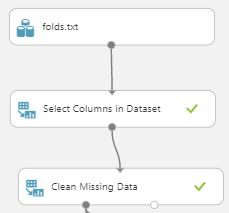 folds.txt
Select Columns in Dataset
Clean Missing Data